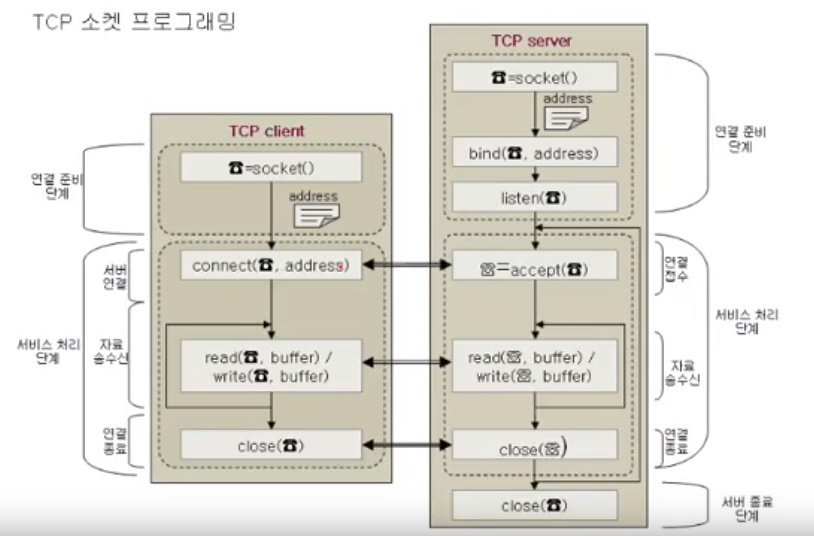 TCP 소켓 프로그래밍
TCP client
☎=socket()
address
connect(☎, address)
read(☎, buffer) /
write(☎, buffer)
close(☎)
연결 준비
단계
서버
연결
서비스 처리
단계
자료
송수신
연결
종료
TCP server
☎=socket()
address
bind(☎, address)
listen(☎)
☏=accept(☎)
read(☏, buffer) /
write(☏, buffer)
close(☏)
close(☎)
연결 준비
단계
연결
접수
서비스 처리
단계
자료
송수신
연결
종료
서버 종료
단계